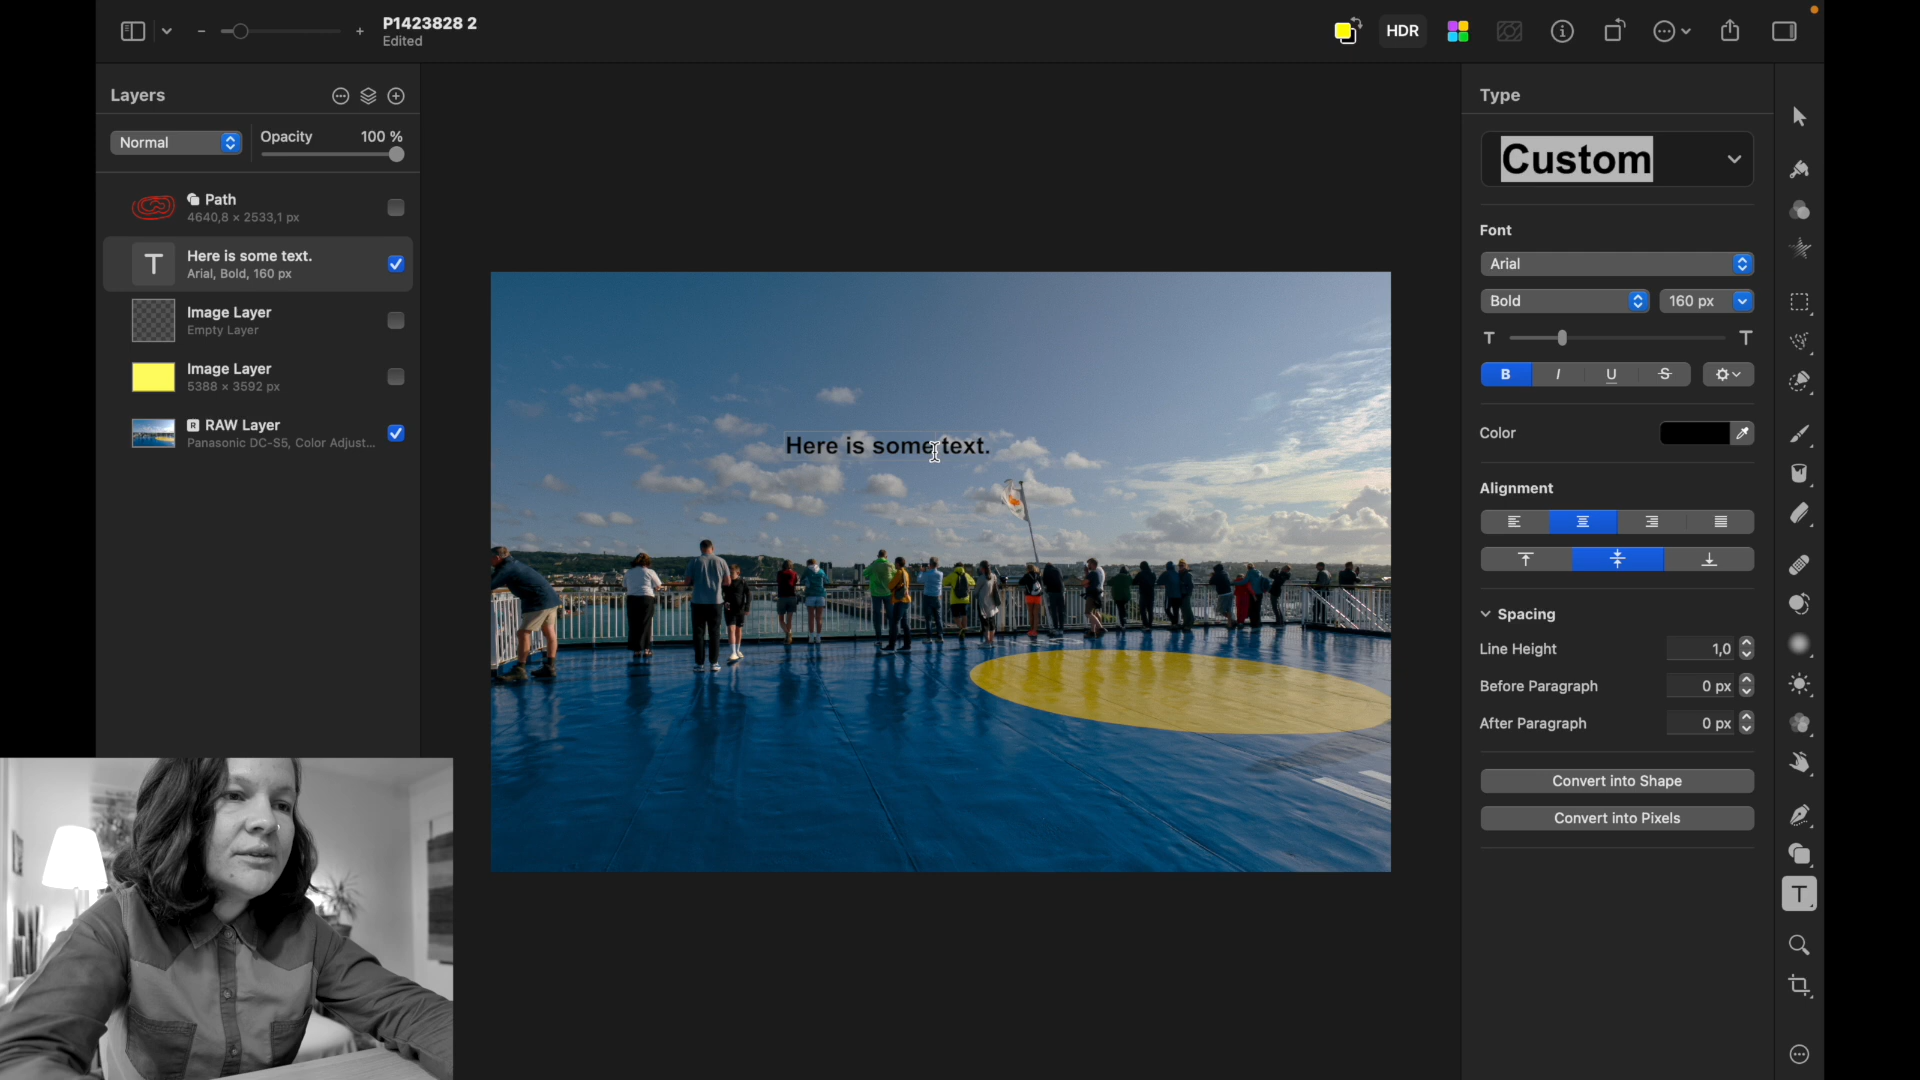 P1423828 2
Edited
HDR
Layers
Normal
Opacity
100 %
Path
4640,8 × 2533,1 px
Here is some text.
Arial, Bold, 160 px
Image Layer
Empty Layer
Image Layer
5388 × 3592 px
R RAW Layer
Panasonic DC-S5, Color Adjust...
Here is some text.
Type
Custom
Font
Arial
Bold
160 px
T
T
B I U S
Color
Alignment
Spacing
Line Height
1,0
Before Paragraph
0 px
After Paragraph
0 px
Convert into Shape
Convert into Pixels